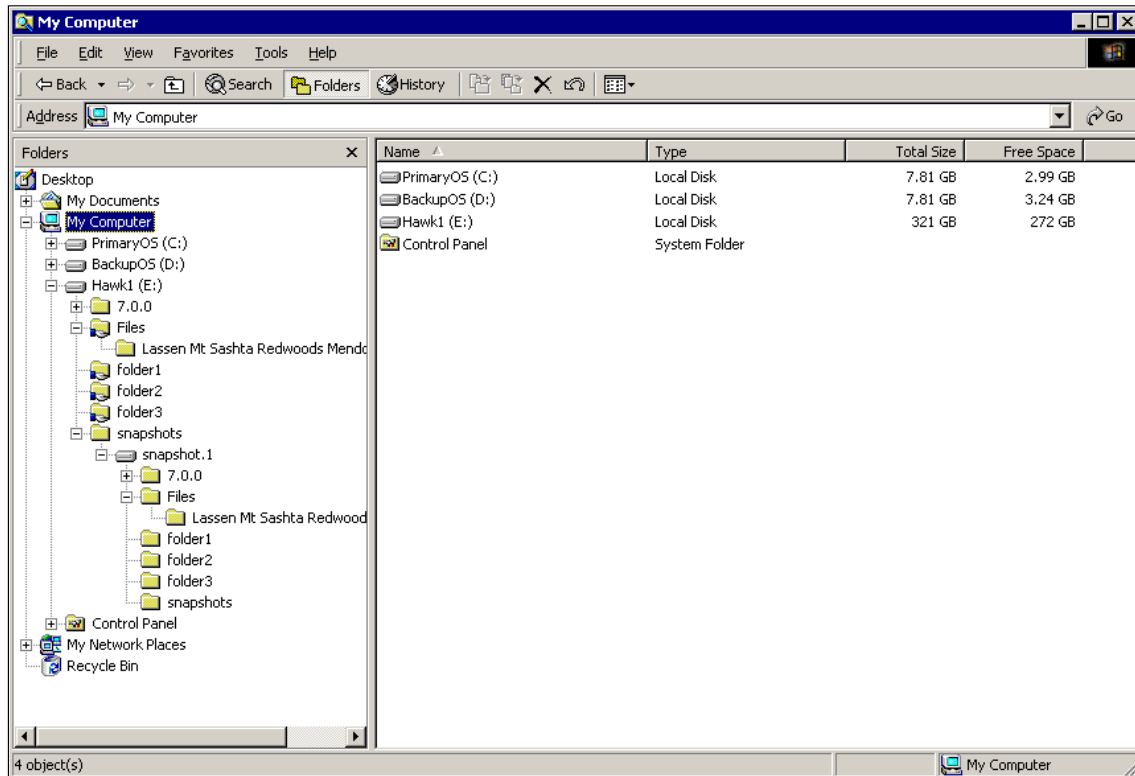 My Computer
File Edit View Favorites Tools Help
Back Search Folders History
Address My Computer Go
Folders
Desktop
My Documents
My Computer
PrimaryOS (C:)
BackupOS (D:)
Hawk1 (E:)
7.0.0
Files
Lassen Mt Sashta Redwoods Mendo
folder1
folder2
folder3
snapshots
snapshot.1
7.0.0
Files
Lassen Mt Sashta Redwood
folder1
folder2
folder3
snapshots
Control Panel
My Network Places
Recycle Bin
Name Type Total Size Free Space
PrimaryOS (C:) Local Disk 7.81 GB 2.99 GB
BackupOS (D:) Local Disk 7.81 GB 3.24 GB
Hawk1 (E:) Local Disk 321 GB 272 GB
Control Panel System Folder
4 object(s) My Computer